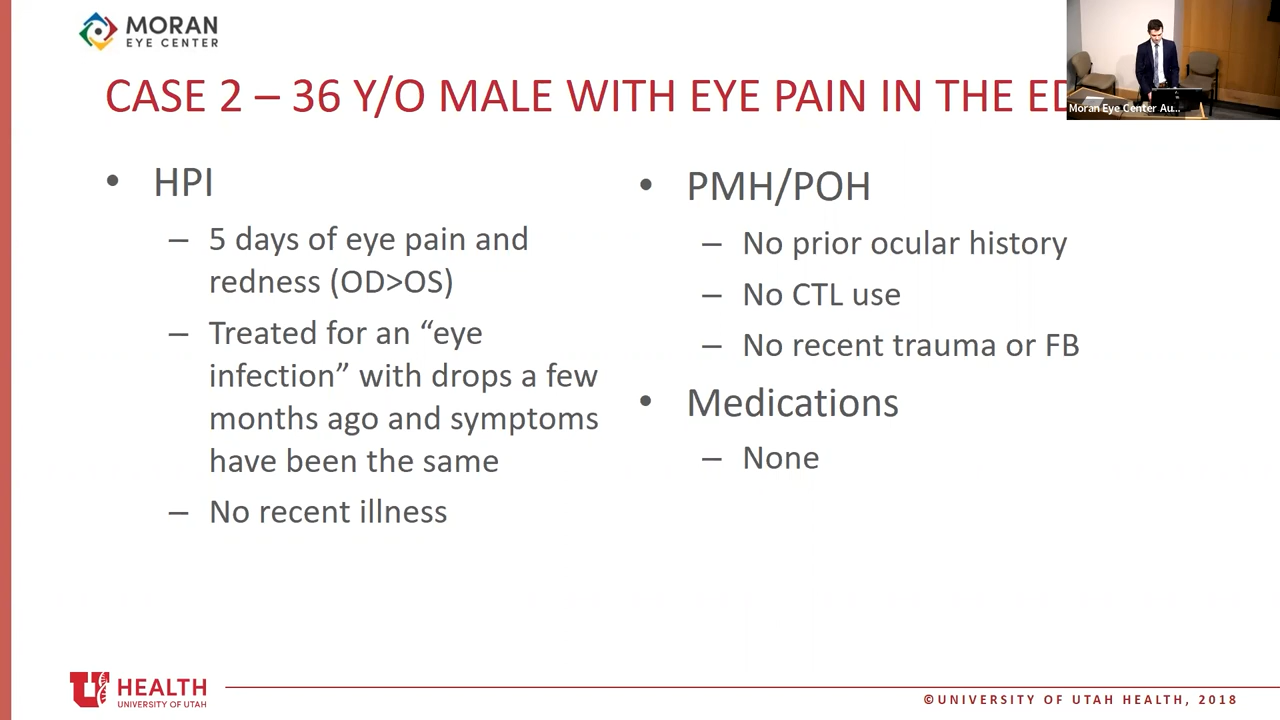 MORAN
EYE CENTER
CASE 2 – 36 Y/O MALE WITH EYE PAIN IN THE ED
Moran Eye Center Au...
• HPI
– 5 days of eye pain and
redness (OD>OS)
– Treated for an “eye
infection” with drops a few
months ago and symptoms
have been the same
– No recent illness
• PMH/POH
– No prior ocular history
– No CTL use
– No recent trauma or FB
• Medications
– None
U HEALTH
UNIVERSITY OF UTAH
©UNIVERSITY OF UTAH HEALTH, 2018